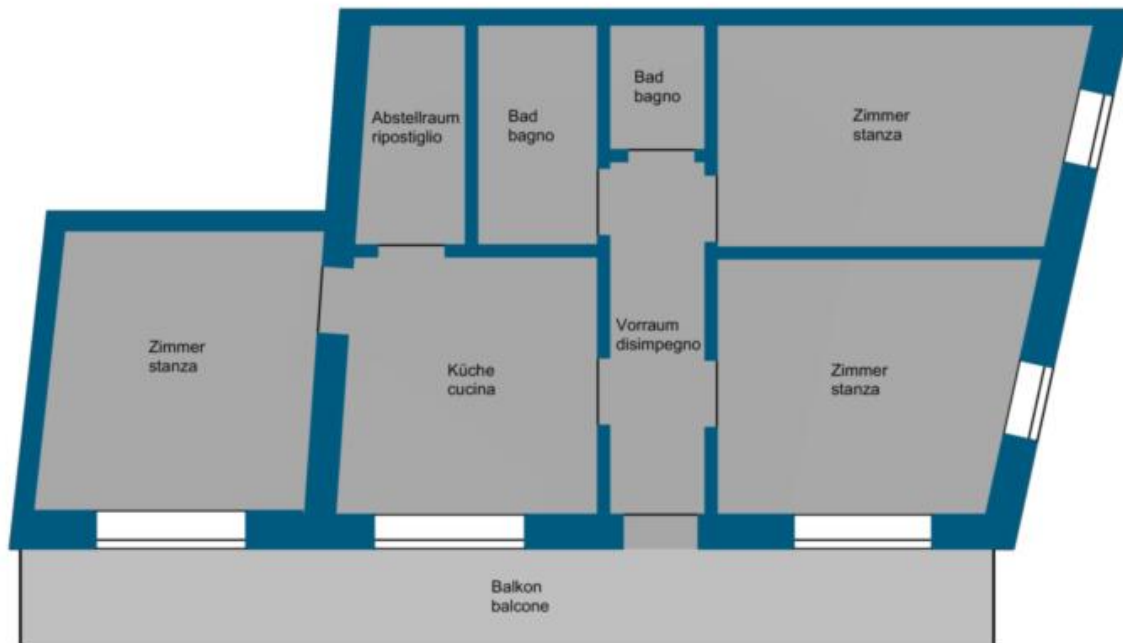 Bad
bagno
Abstellraum
ripostiglio
Bad
bagno
Zimmer
stanza
Zimmer
stanza
Küche
cucina
Vorraum
disimpegno
Zimmer
stanza
Balkon
balcone